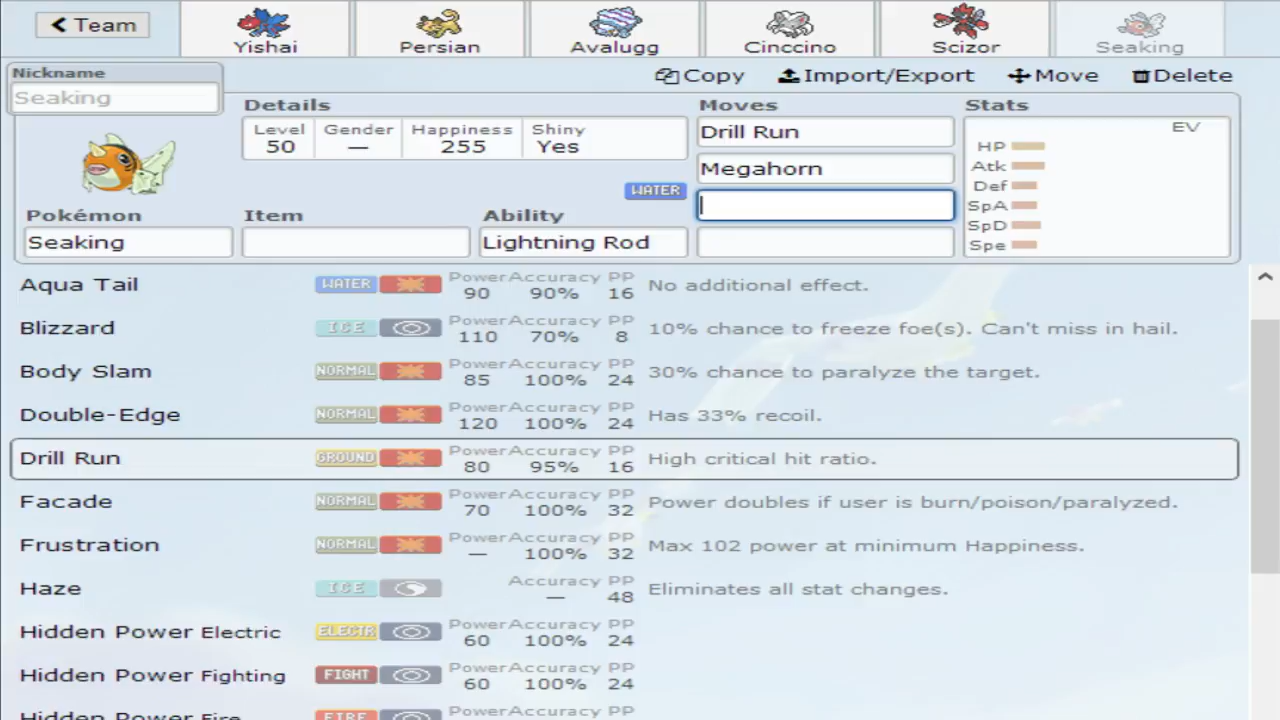 < Team
Yishai
Persian
Avalugg
Cinccino
Scizor
Seaking
Nickname
Seaking
Copy
Import/Export
Move
Delete
Details
Level Gender Happiness Shiny
50 — 255 Yes
WATER
Pokémon
Seaking
Item
Ability
Lightning Rod
Moves
Drill Run
Megahorn
Stats
EV
HP
Atk
Def
SpA
SpD
Spe
Aqua Tail WATER Power 90 Accuracy 90% PP 16 No additional effect.
Blizzard ICE Power 110 Accuracy 70% PP 8 10% chance to freeze foe(s). Can't miss in hail.
Body Slam NORMAL Power 85 Accuracy 100% PP 24 30% chance to paralyze the target.
Double-Edge NORMAL Power 120 Accuracy 100% PP 24 Has 33% recoil.
Drill Run GROUND Power 80 Accuracy 95% PP 16 High critical hit ratio.
Facade NORMAL Power 70 Accuracy 100% PP 32 Power doubles if user is burn/poison/paralyzed.
Frustration NORMAL Power — Accuracy 100% PP 32 Max 102 power at minimum Happiness.
Haze ICE Accuracy — PP 48 Eliminates all stat changes.
Hidden Power Electric ELECTR Power 60 Accuracy 100% PP 24
Hidden Power Fighting FIGHT Power 60 Accuracy 100% PP 24
Hidden Power Fire FIRE Power Accuracy PP